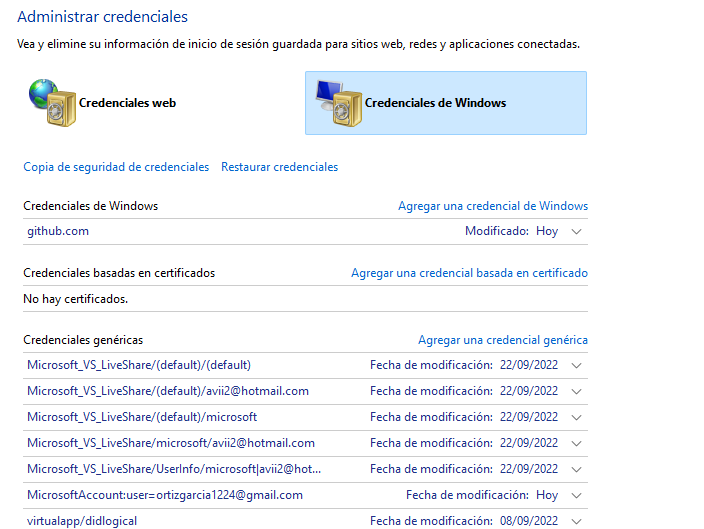 Administrar credenciales
Vea y elimine su información de inicio de sesión guardada para sitios web, redes y aplicaciones conectadas.
Credenciales web
Credenciales de Windows
Copia de seguridad de credenciales Restaurar credenciales
Credenciales de Windows Agregar una credencial de Windows
github.com Modificado: Hoy
Credenciales basadas en certificados Agregar una credencial basada en certificado
No hay certificados.
Credenciales genéricas Agregar una credencial genérica
Microsoft_VS_LiveShare/(default)/(default) Fecha de modificación: 22/09/2022
Microsoft_VS_LiveShare/(default)/avii2@hotmail.com Fecha de modificación: 22/09/2022
Microsoft_VS_LiveShare/(default)/microsoft Fecha de modificación: 22/09/2022
Microsoft_VS_LiveShare/microsoft/avii2@hotmail.com Fecha de modificación: 22/09/2022
Microsoft_VS_LiveShare/UserInfo/microsoft|avii2@hot... Fecha de modificación: 22/09/2022
MicrosoftAccount:user=ortizgarcia1224@gmail.com Fecha de modificación: Hoy
virtualapp/didlogical Fecha de modificación: 08/09/2022